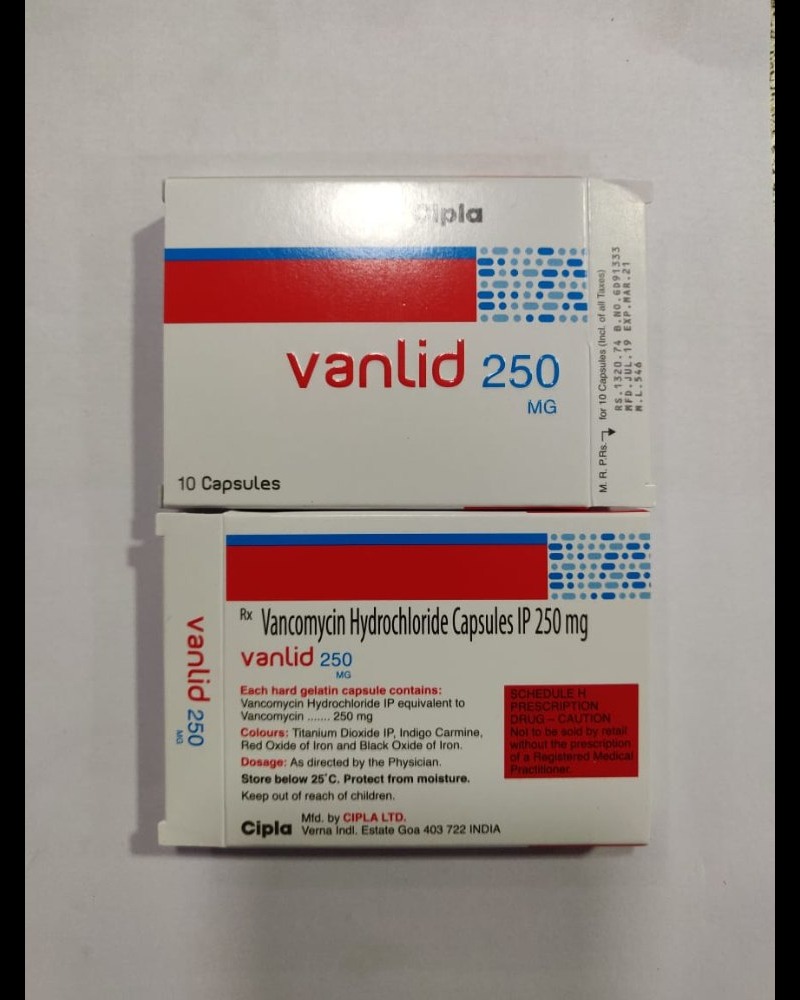 Cipla
vanlid 250
MG
10 Capsules
M. R. P.Rs. for 10 Capsules (Incl. of all Taxes)
RS.1320.74 B.NO.GD91333
MFD.JUL.19 EXP.MAR.21
M.L.546
vanlid 250
MG
Rx Vancomycin Hydrochloride Capsules IP 250 mg
vanlid 250
MG
Each hard gelatin capsule contains:
Vancomycin Hydrochloride IP equivalent to
Vancomycin ....... 250 mg
Colours: Titanium Dioxide IP, Indigo Carmine,
Red Oxide of Iron and Black Oxide of Iron.
Dosage: As directed by the Physician.
Store below 25°C. Protect from moisture.
Keep out of reach of children.
Cipla Mfd. by CIPLA LTD.
Verna Indl. Estate Goa 403 722 INDIA
SCHEDULE H
PRESCRIPTION
DRUG – CAUTION
Not to be sold by retail
without the prescription
of a Registered Medical
Practitioner.